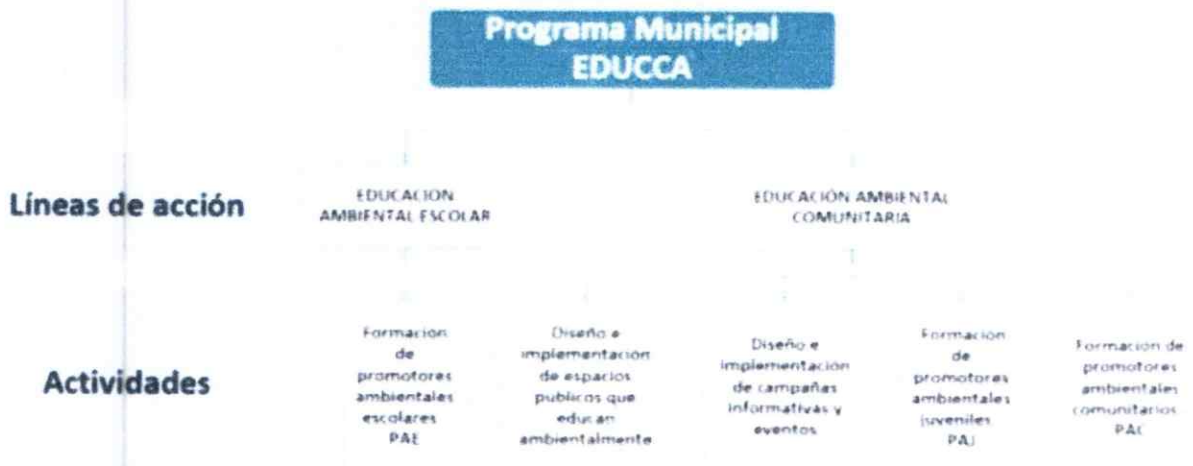 Programa Municipal
EDUCCA
Líneas de acción
EDUCACION
AMBIENTAL ESCOLAR
EDUCACIÓN AMBIENTAL
COMUNITARIA
Actividades
Formacion
de
promotores
ambientales
escolares
PAE
Diseño e
implementación
de espacios
publicos que
educan
ambientalmente
Diseño e
implementación
de campañas
informativas y
eventos
Formacion
de
promotores
ambientales
juveniles
PAJ
Formacion de
promotores
ambientales
comunitarios
PAC